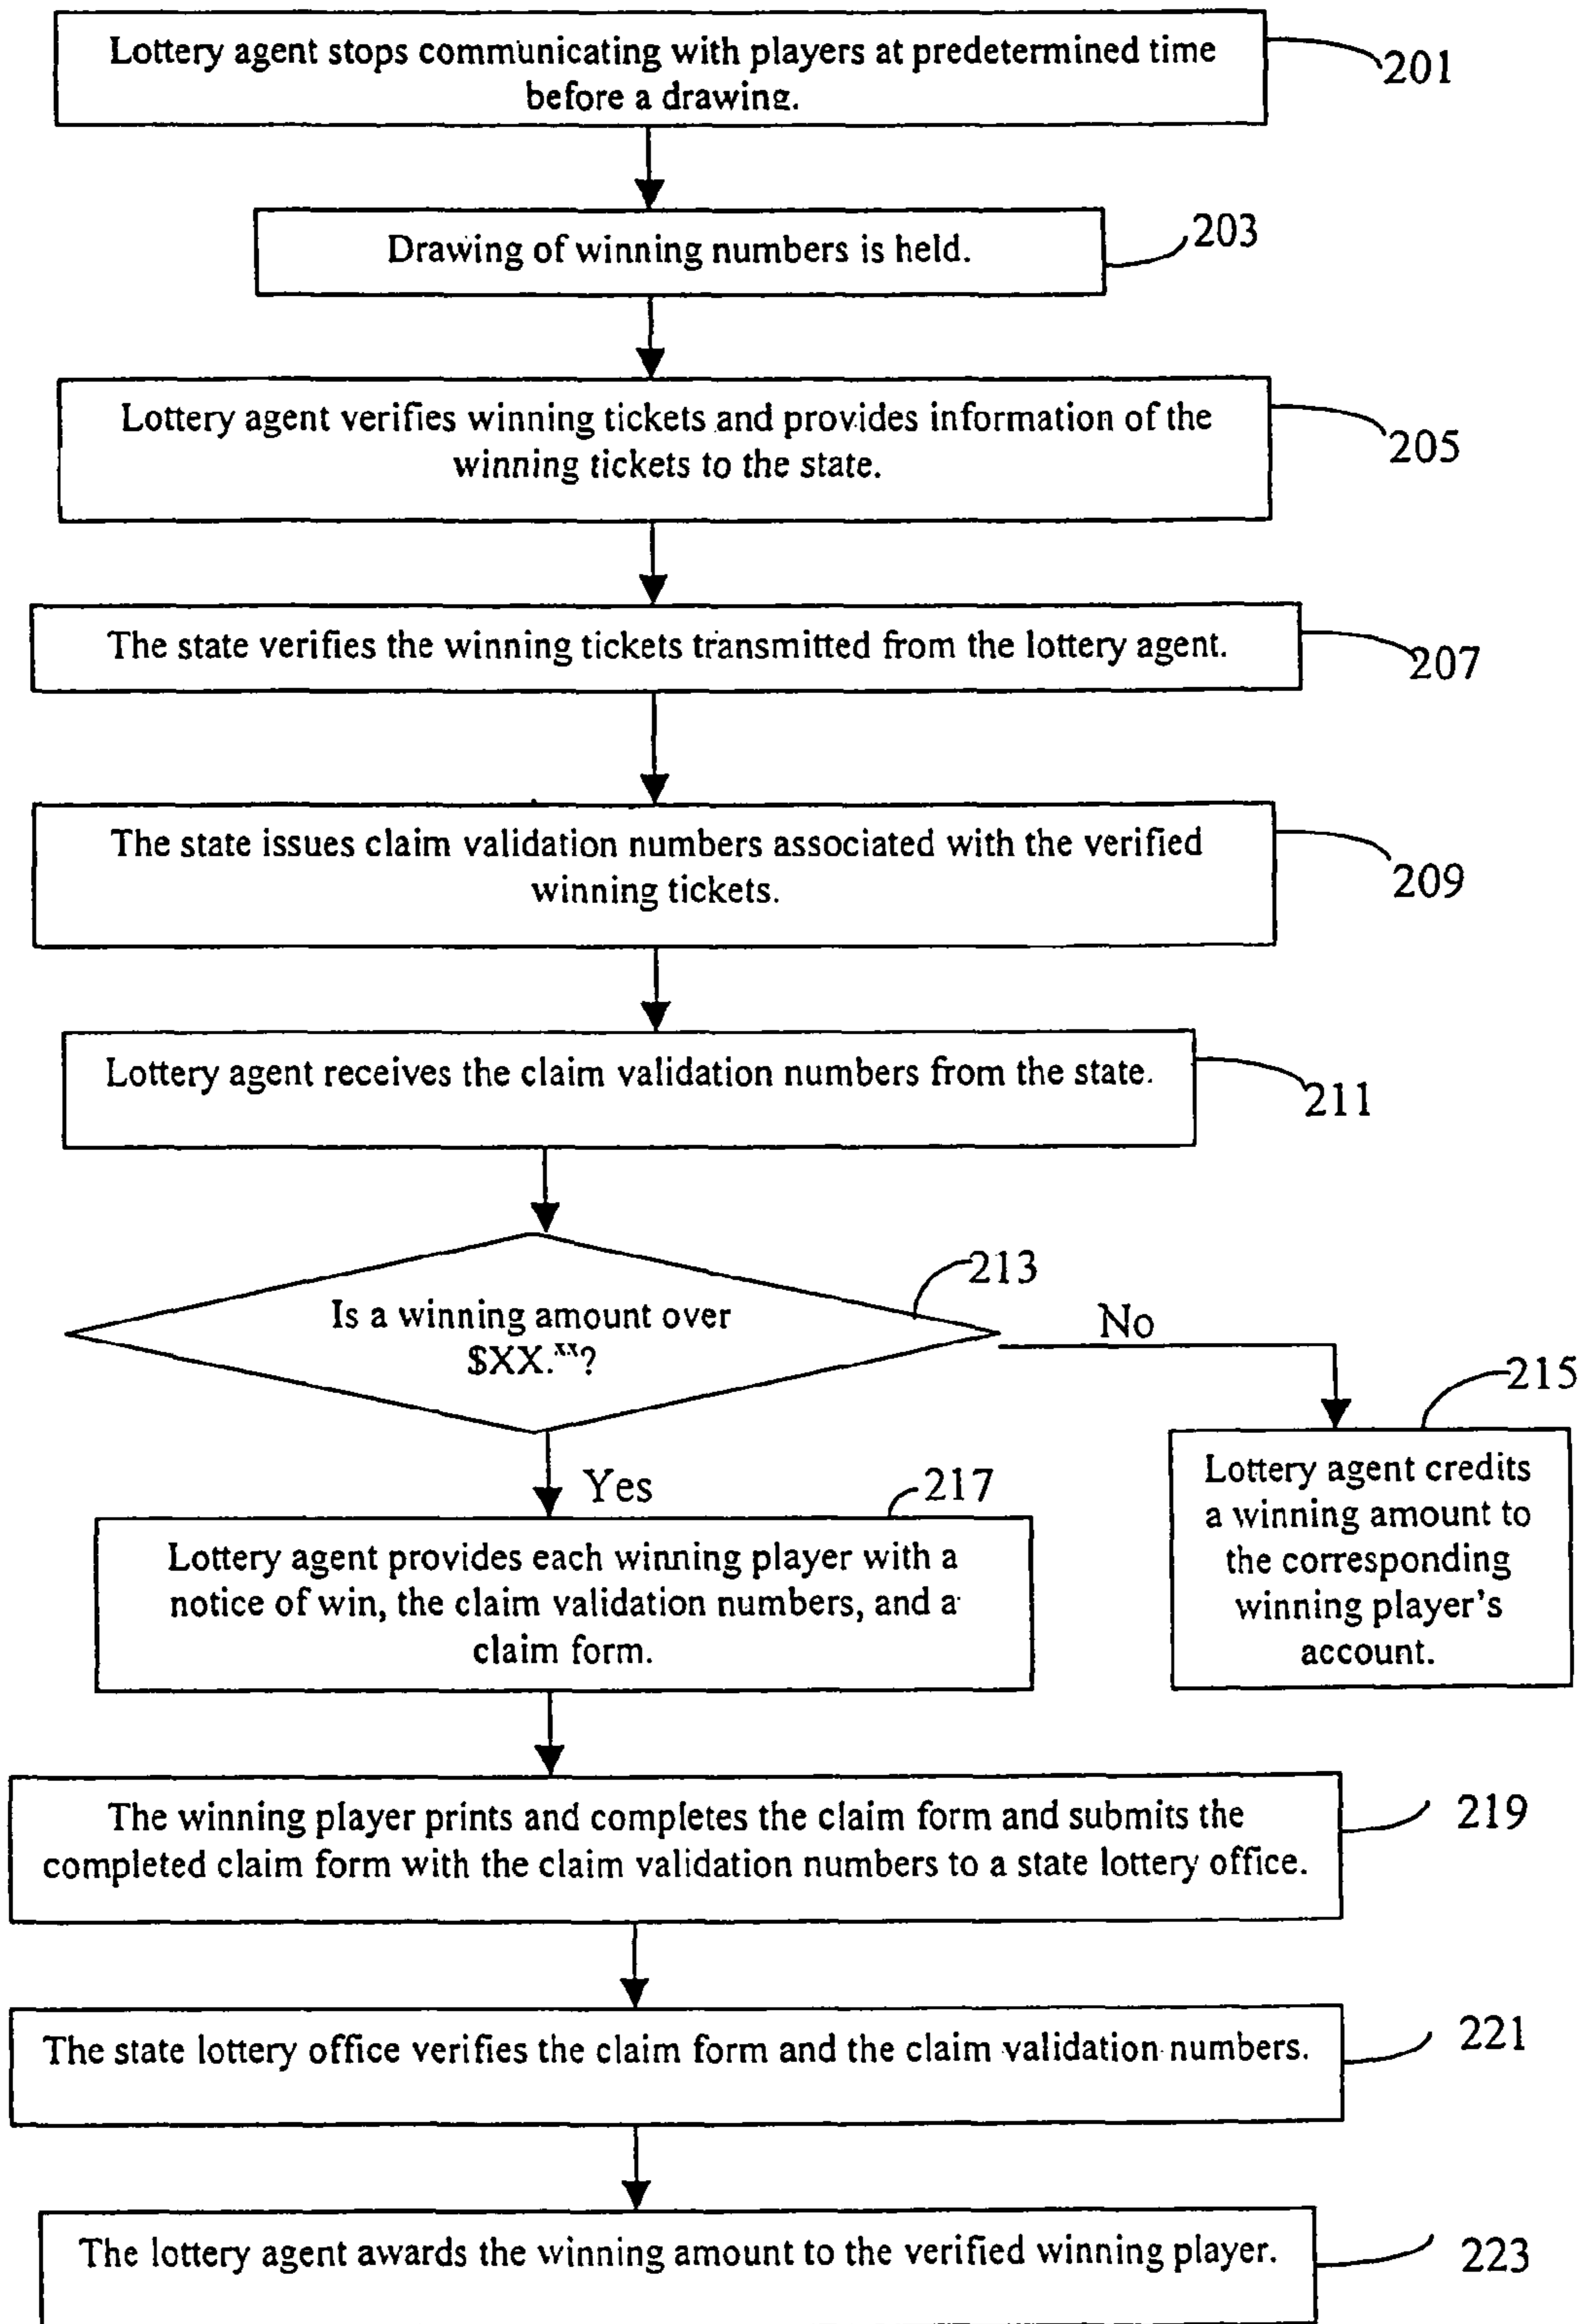 Lottery agent stops communicating with players at predetermined time
before a drawing.
201
Drawing of winning numbers is held.
203
Lottery agent verifies winning tickets and provides information of the
winning tickets to the state.
205
The state verifies the winning tickets transmitted from the lottery agent.
207
The state issues claim validation numbers associated with the verified
winning tickets.
209
Lottery agent receives the claim validation numbers from the state.
211
213
Is a winning amount over
$XX.xx?
No
215
Lottery agent credits
a winning amount to
the corresponding
winning player's
account.
Yes
217
Lottery agent provides each winning player with a
notice of win, the claim validation numbers, and a
claim form.
The winning player prints and completes the claim form and submits the
completed claim form with the claim validation numbers to a state lottery office.
219
The state lottery office verifies the claim form and the claim validation numbers.
221
The lottery agent awards the winning amount to the verified winning player.
223